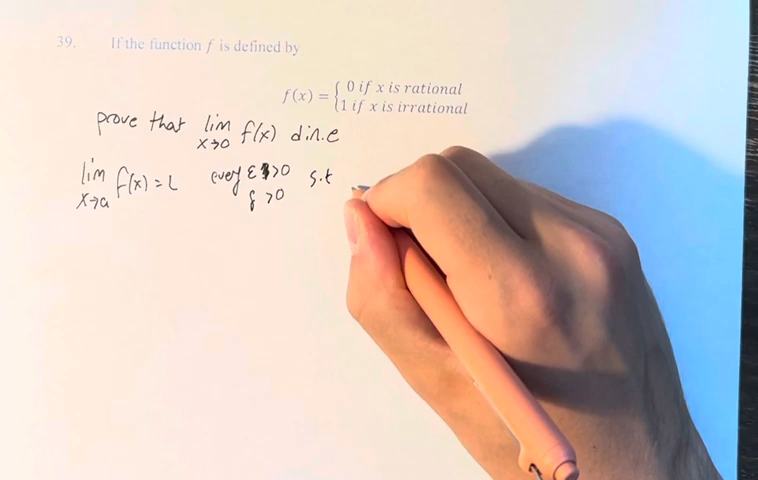 39. If the function f is defined by
f(x) = { 0 if x is rational
1 if x is irrational
prove that lim x→0 f(x) d.n.e
lim x→a f(x) = L every ε >0 s.t
δ >0